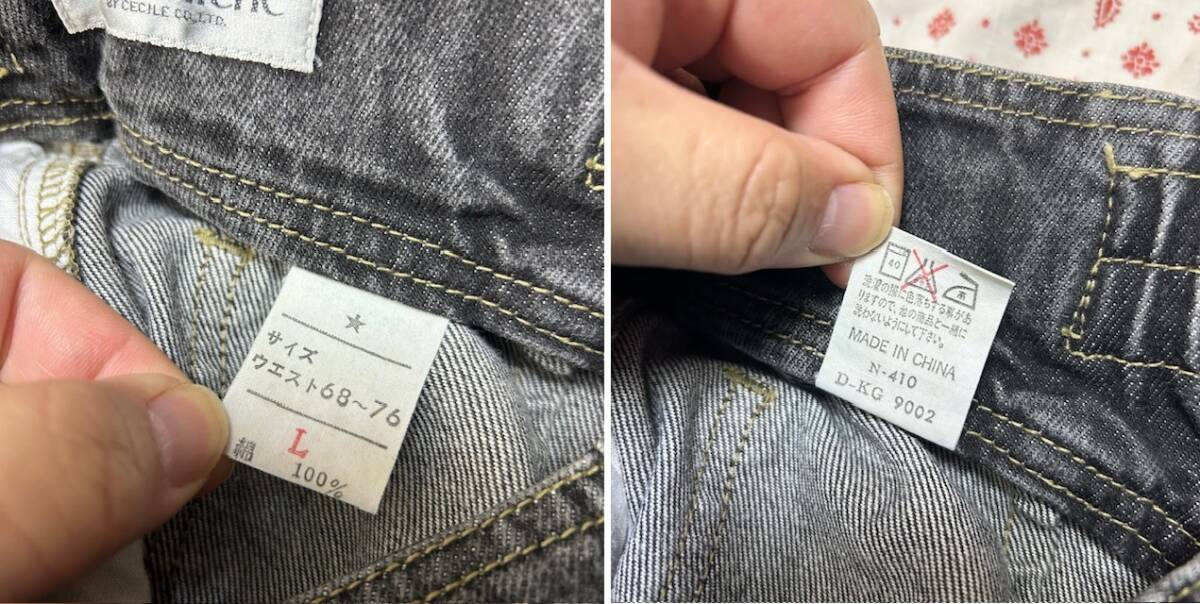 BY CECILE CO.,LTD.
★
サイズ
ウエスト68～76
L
綿 100%
40
洗濯の際に色落ちする事があ
りますので、他の商品と一緒に
洗わないようにして下さい。
MADE IN CHINA
N-410
D-KG 9002